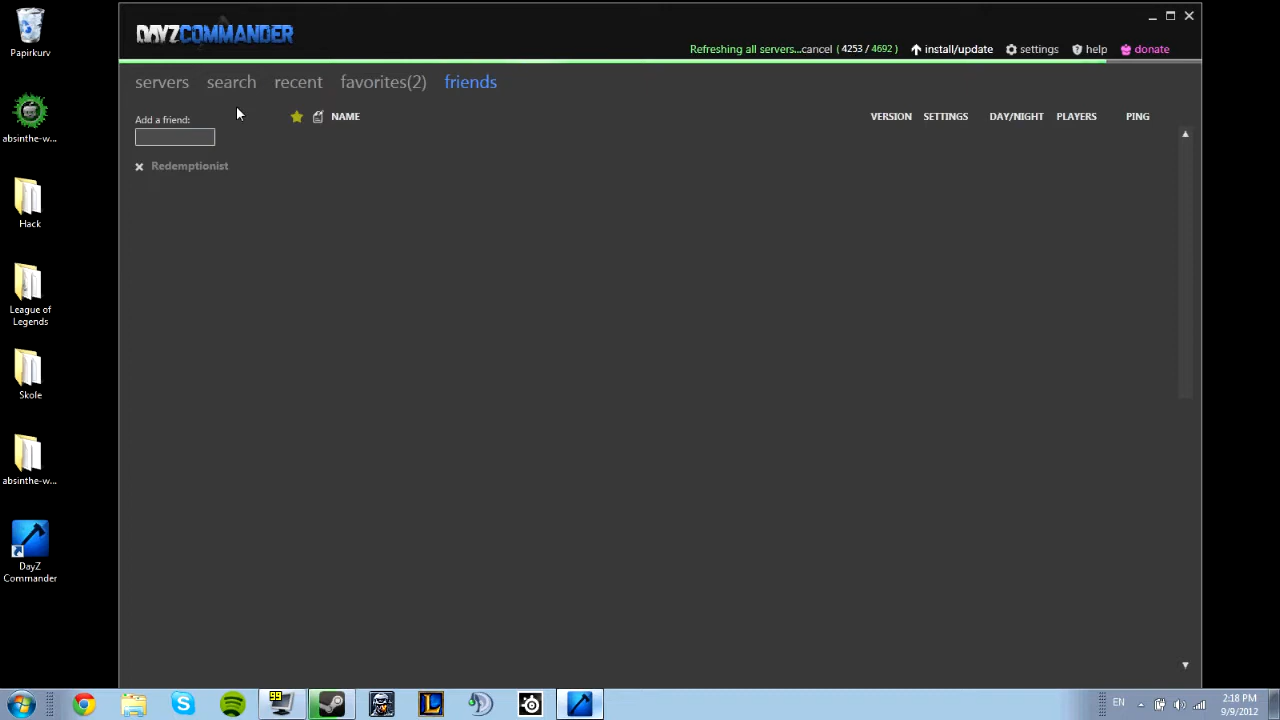 Papirkurv
absinthe-w...
Hack
League of
Legends
Skole
absinthe-w...
DayZ
Commander
DAYZCOMMANDER
Refreshing all servers...cancel ( 4253 / 4692 ) install/update settings help donate
servers search recent favorites(2) friends
Add a friend:
NAME VERSION SETTINGS DAY/NIGHT PLAYERS PING
Redemptionist
99
L
EN
2:18 PM
9/9/2012